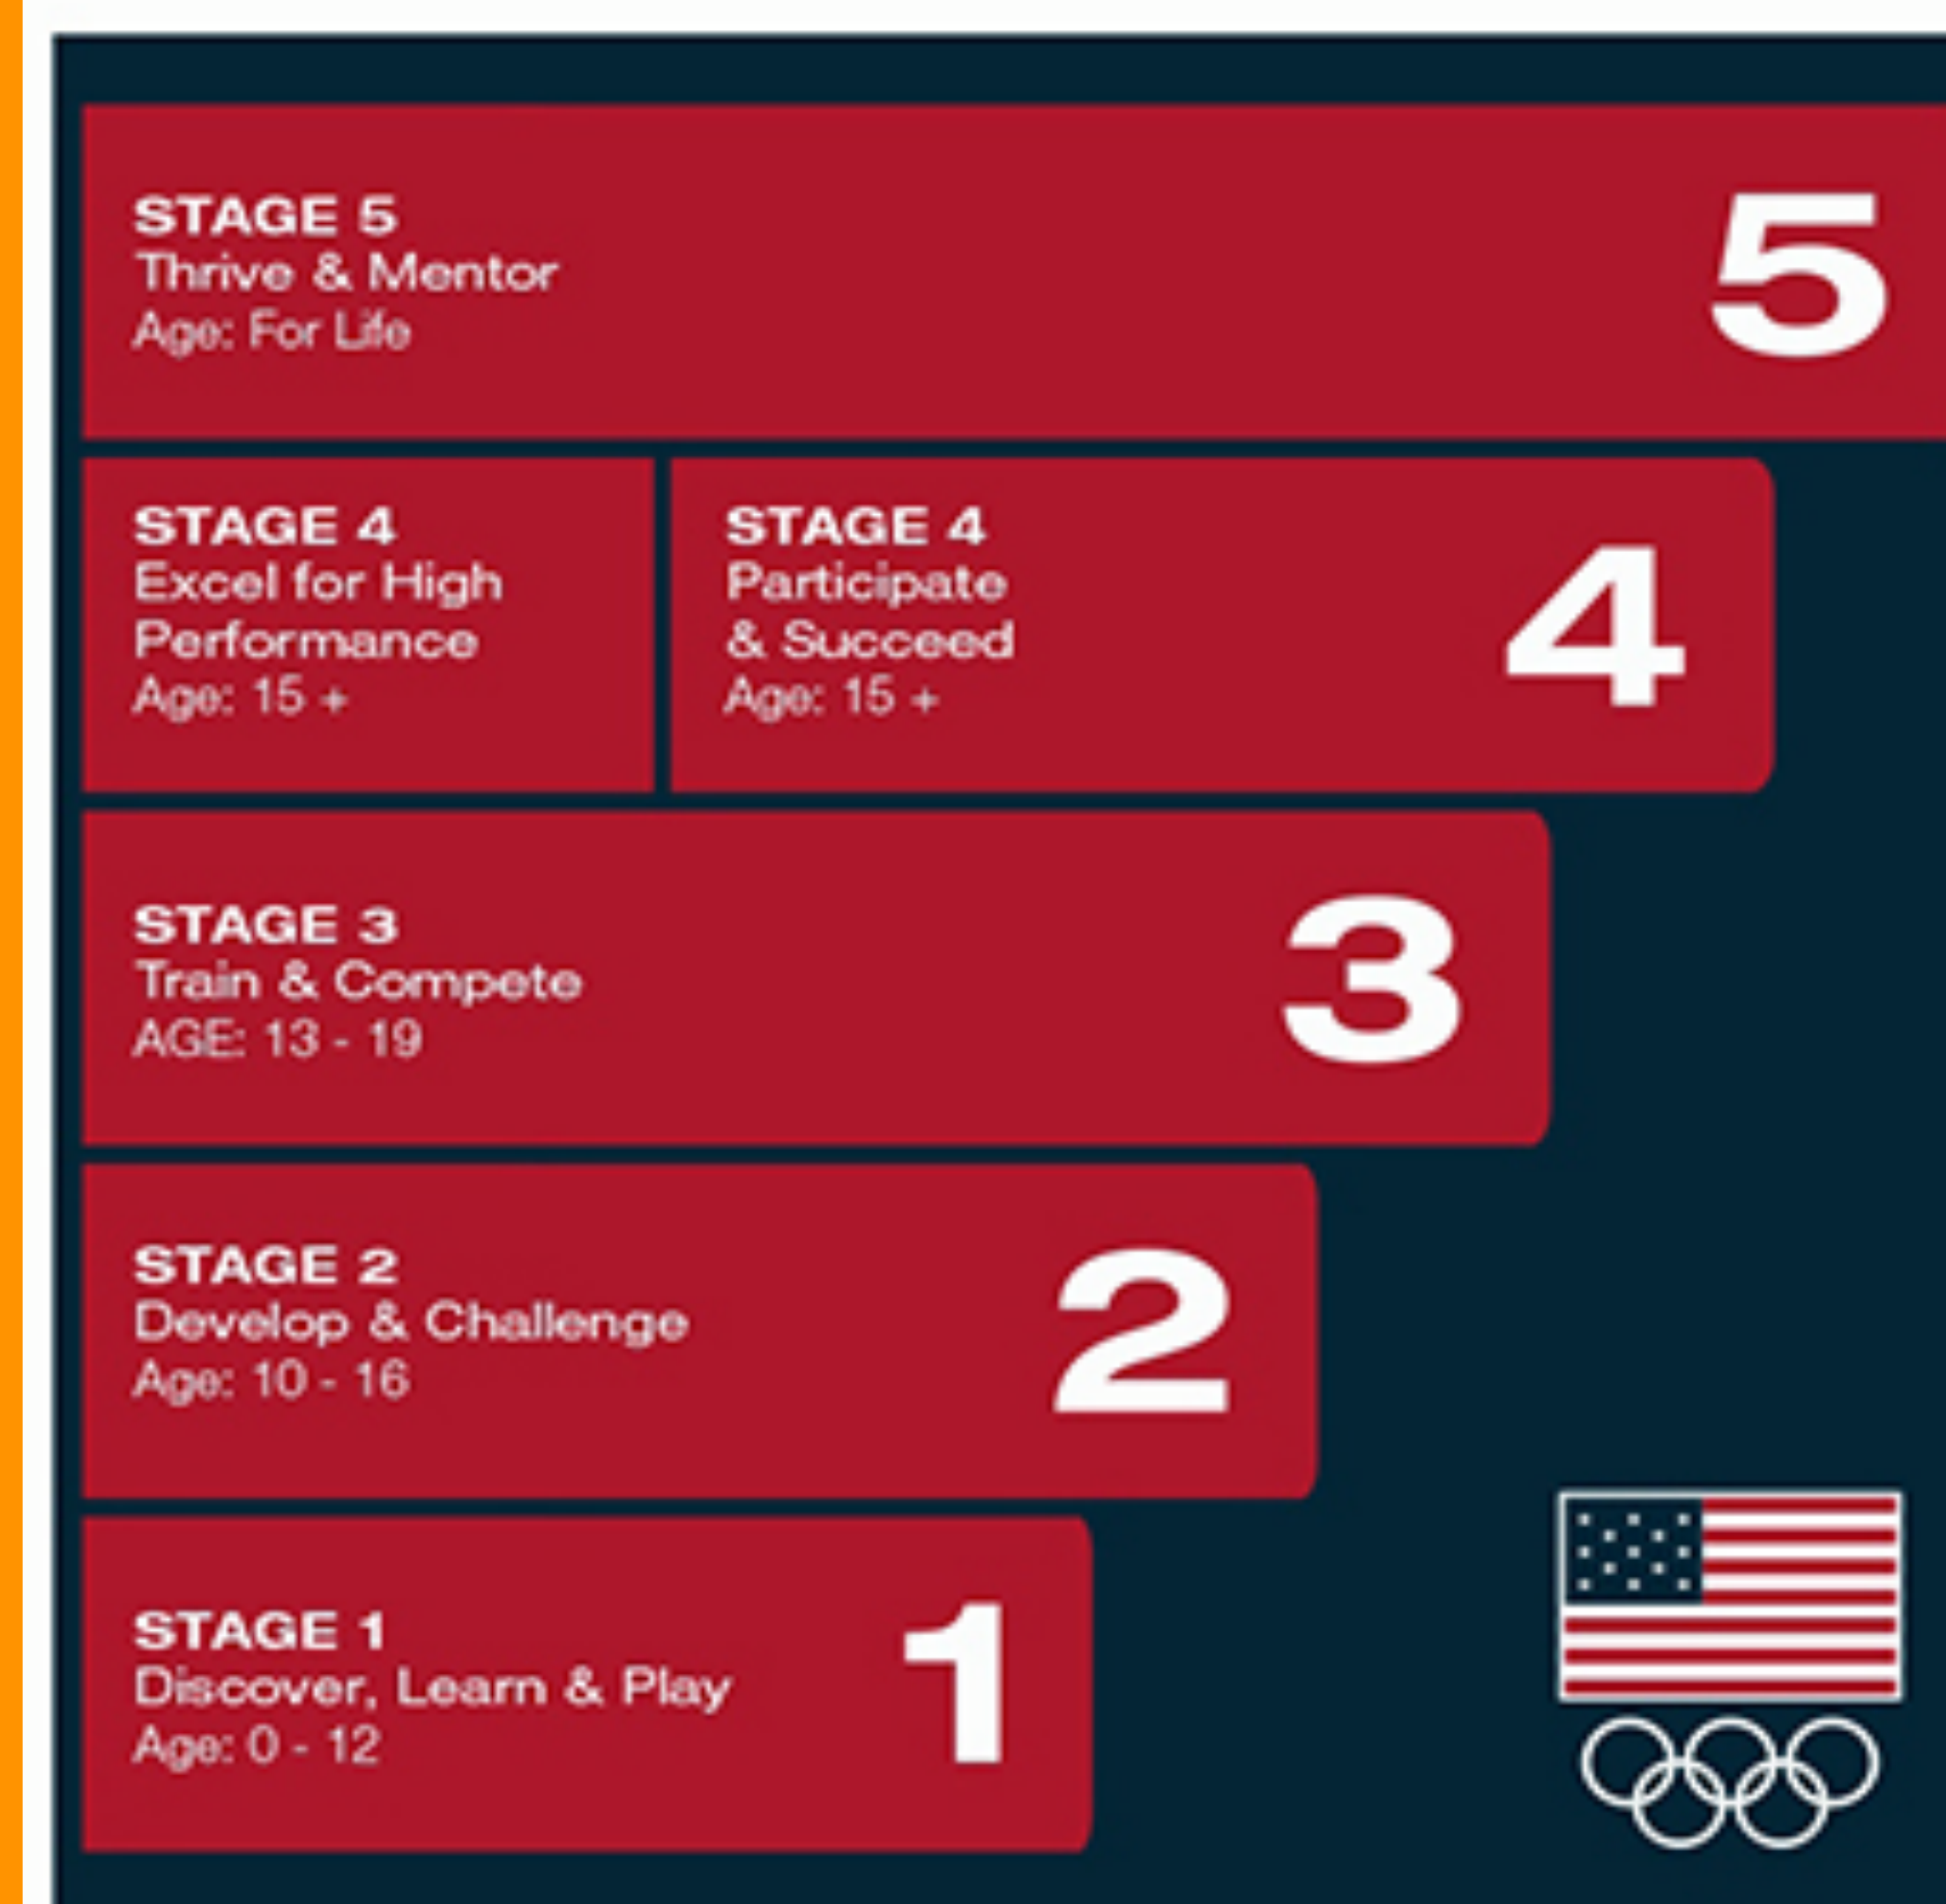 STAGE 5
Thrive & Mentor
Age: For Life
5
STAGE 4
Excel for High
Performance
Age: 15 +
STAGE 4
Participate
& Succeed
Age: 15 +
4
STAGE 3
Train & Compete
AGE: 13 - 19
3
STAGE 2
Develop & Challenge
Age: 10 - 16
2
STAGE 1
Discover, Learn & Play
Age: 0 - 12
1